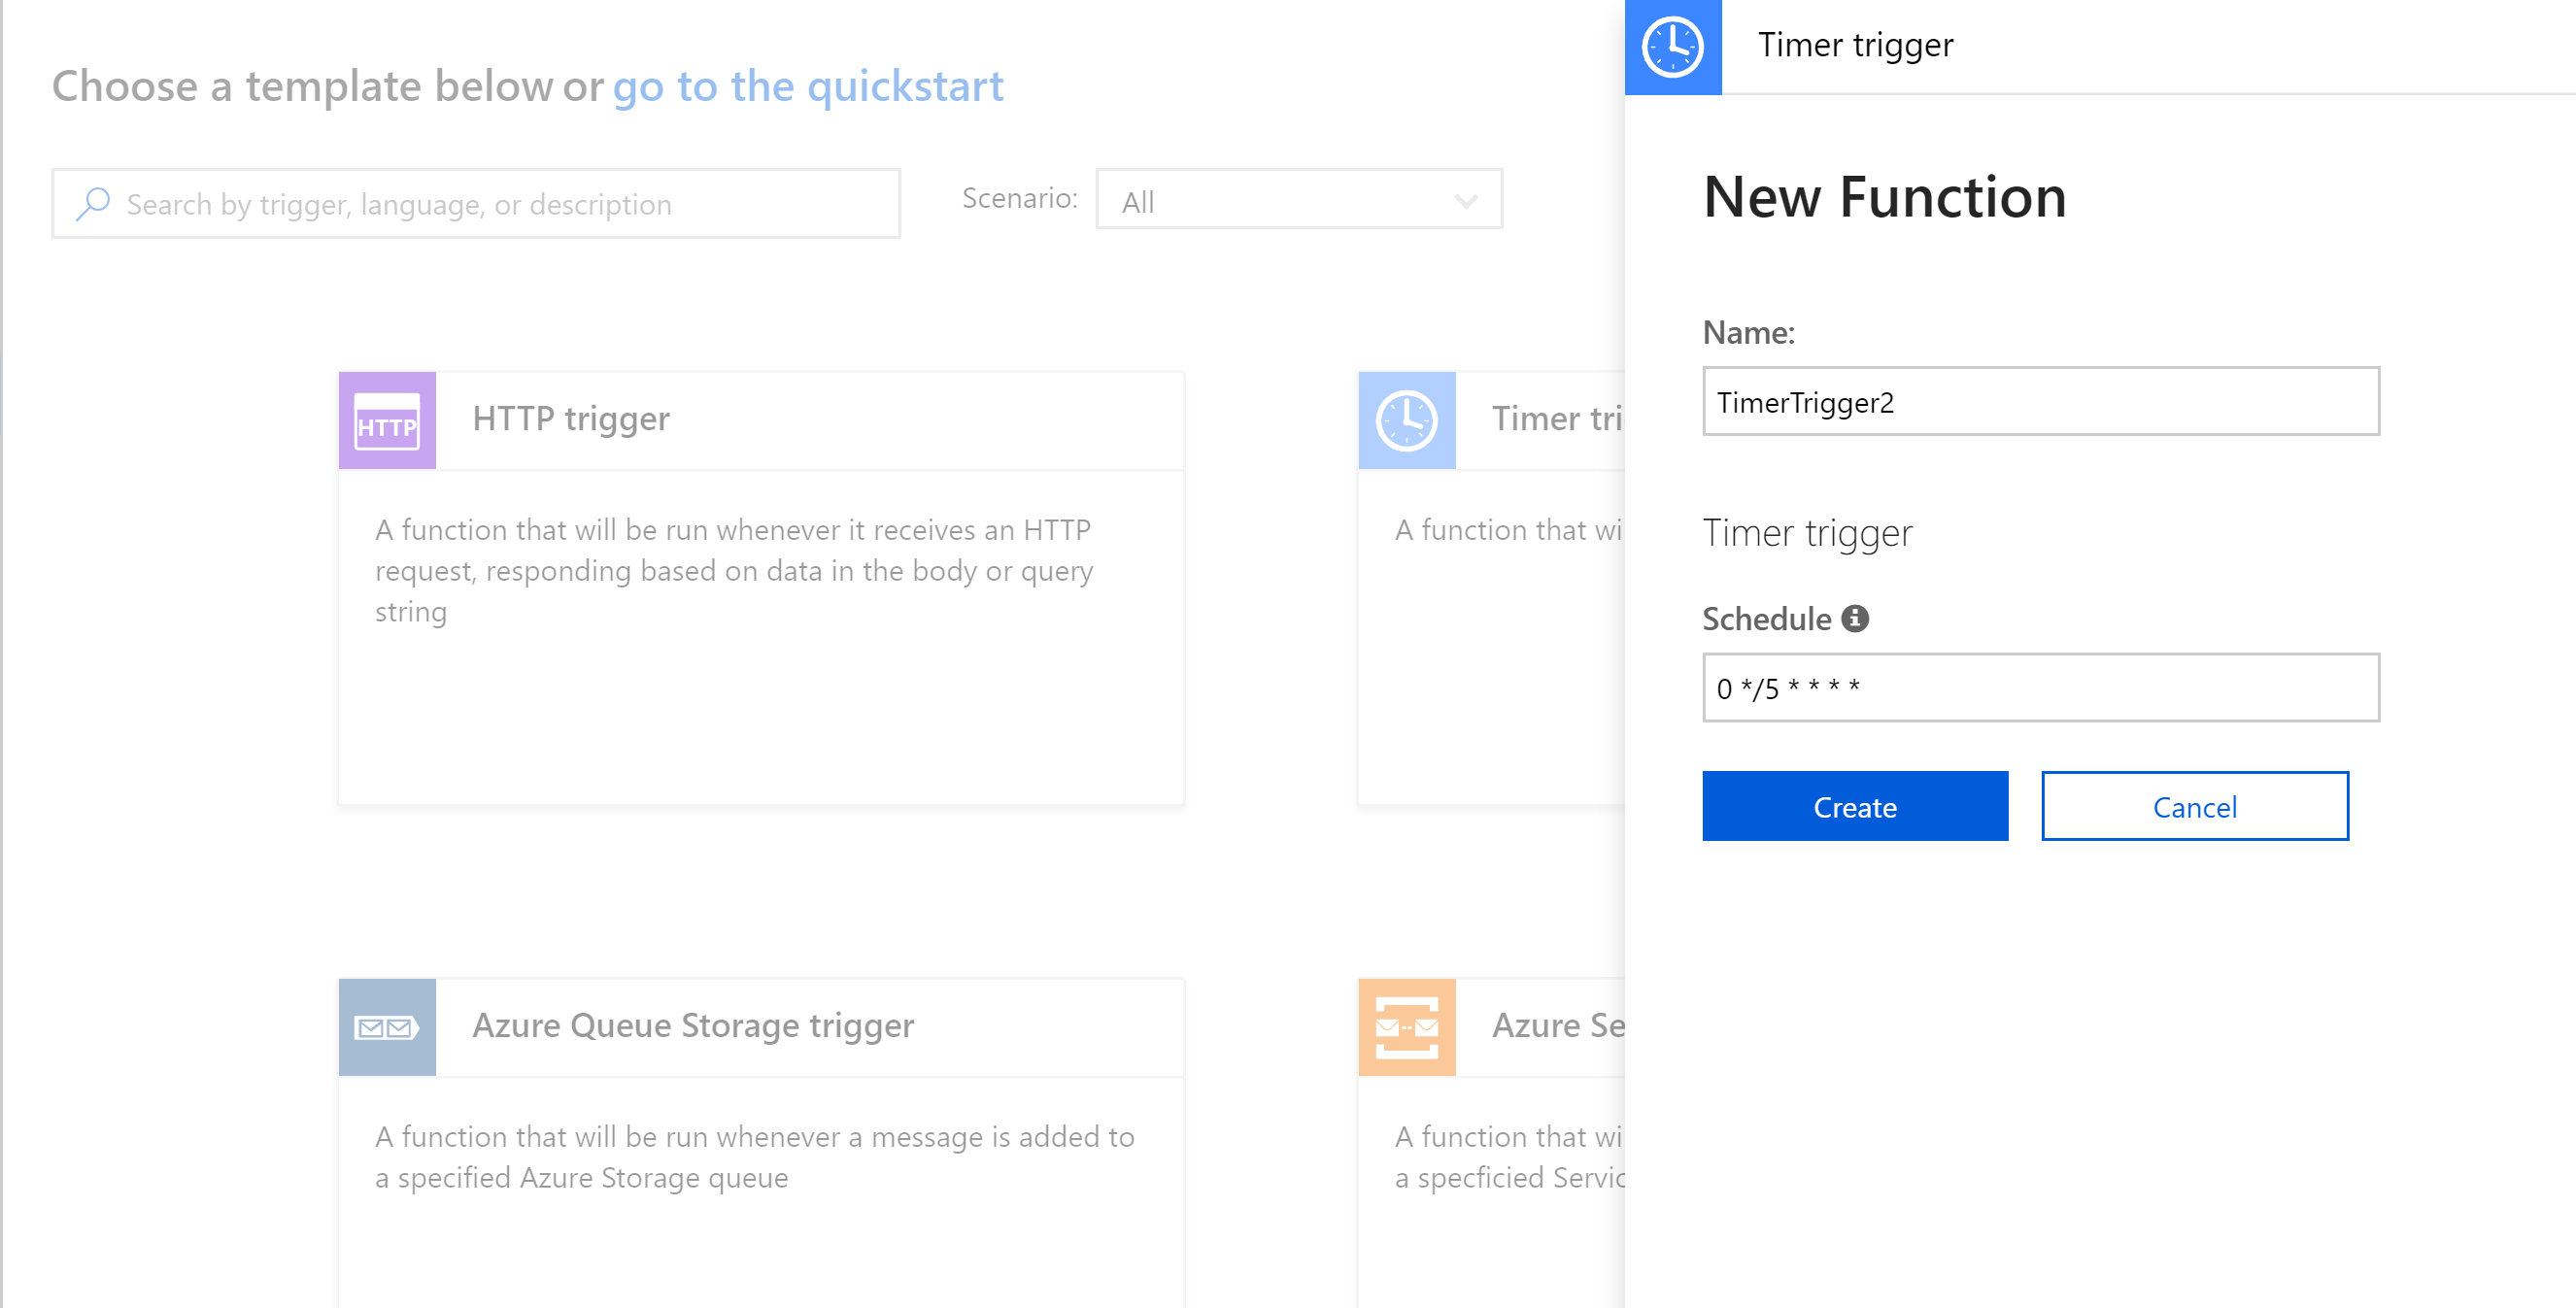 Choose a template below or go to the quickstart
Search by trigger, language, or description
Scenario:
All
HTTP
HTTP trigger
A function that will be run whenever it receives an HTTP
request, responding based on data in the body or query
string
Timer tri
A function that wi
Azure Queue Storage trigger
A function that will be run whenever a message is added to
a specified Azure Storage queue
Azure Se
A function that wi
a specficied Servic
Timer trigger
New Function
Name:
TimerTrigger2
Timer trigger
Schedule
0 */5 * * * *
Create
Cancel